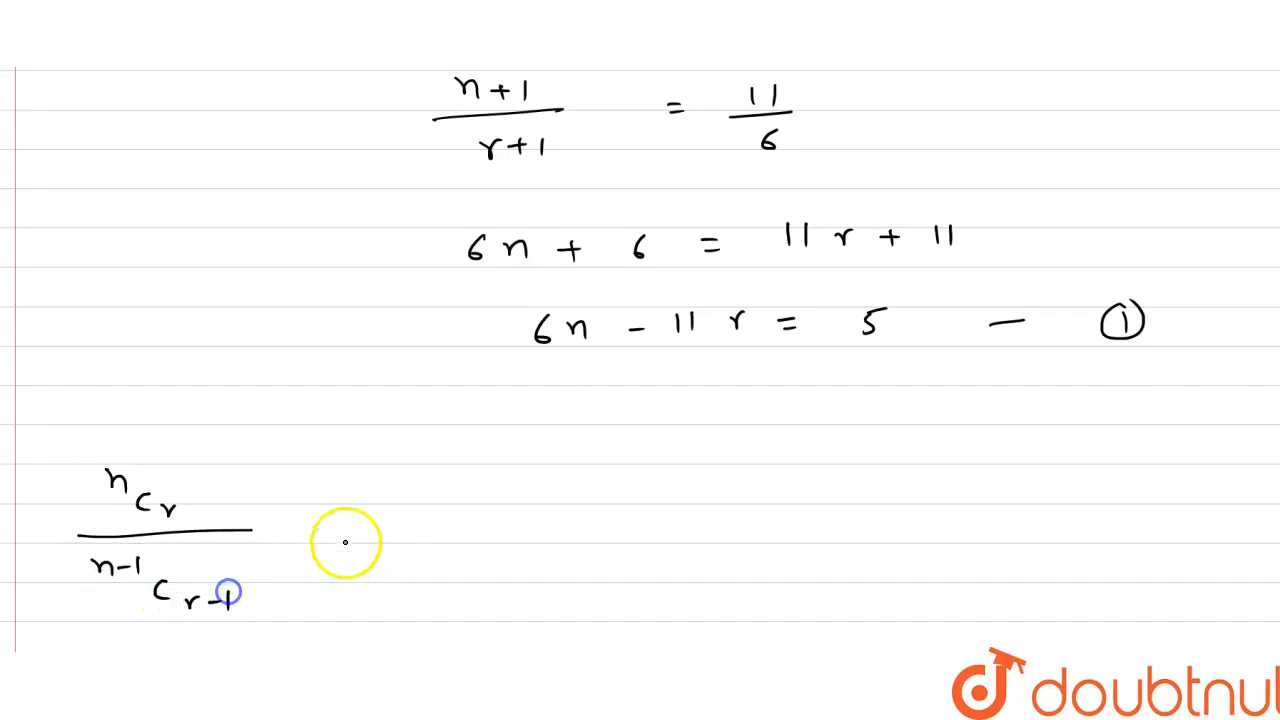 n+1 / r+1 = 11 / 6
6n + 6 = 11r + 11
6n - 11r = 5 — ①
nCr / n-1Cr-1
doubtnut